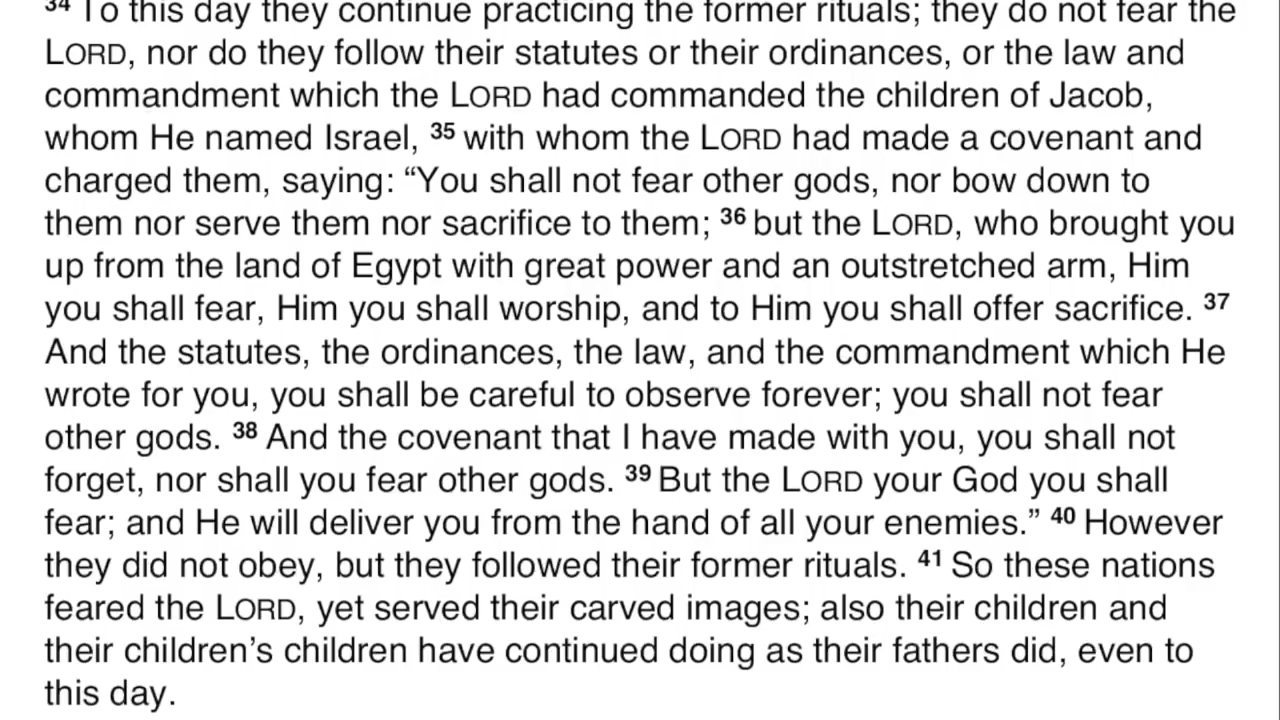 34 To this day they continue practicing the former rituals; they do not fear the
LORD, nor do they follow their statutes or their ordinances, or the law and
commandment which the LORD had commanded the children of Jacob,
whom He named Israel, 35 with whom the LORD had made a covenant and
charged them, saying: “You shall not fear other gods, nor bow down to
them nor serve them nor sacrifice to them; 36 but the LORD, who brought you
up from the land of Egypt with great power and an outstretched arm, Him
you shall fear, Him you shall worship, and to Him you shall offer sacrifice. 37
And the statutes, the ordinances, the law, and the commandment which He
wrote for you, you shall be careful to observe forever; you shall not fear
other gods. 38 And the covenant that I have made with you, you shall not
forget, nor shall you fear other gods. 39 But the LORD your God you shall
fear; and He will deliver you from the hand of all your enemies.” 40 However
they did not obey, but they followed their former rituals. 41 So these nations
feared the LORD, yet served their carved images; also their children and
their children’s children have continued doing as their fathers did, even to
this day.